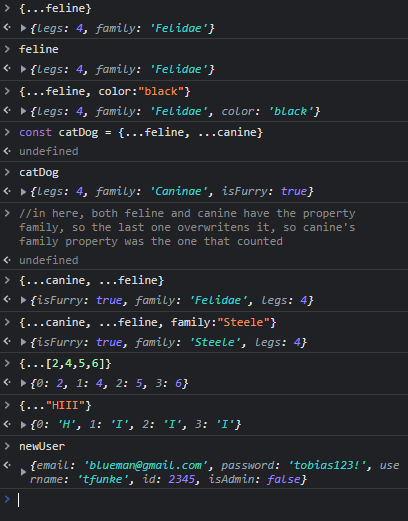 {...feline}
{legs: 4, family: 'Felidae'}
feline
{legs: 4, family: 'Felidae'}
{...feline, color:"black"}
{legs: 4, family: 'Felidae', color: 'black'}
const catDog = {...feline, ...canine}
undefined
catDog
{legs: 4, family: 'Caninae', isFurry: true}
//in here, both feline and canine have the property
family, so the last one overwritens it, so canine's
family property was the one that counted
undefined
{...canine, ...feline}
{isFurry: true, family: 'Felidae', legs: 4}
{...canine, ...feline, family:"Steele"}
{isFurry: true, family: 'Steele', legs: 4}
{...[2,4,5,6]}
{0: 2, 1: 4, 2: 5, 3: 6}
{..."HIII"}
{0: 'H', 1: 'I', 2: 'I', 3: 'I'}
newUser
{email: 'blueman@gmail.com', password: 'tobias123!', use
rname: 'tfunke', id: 2345, isAdmin: false}